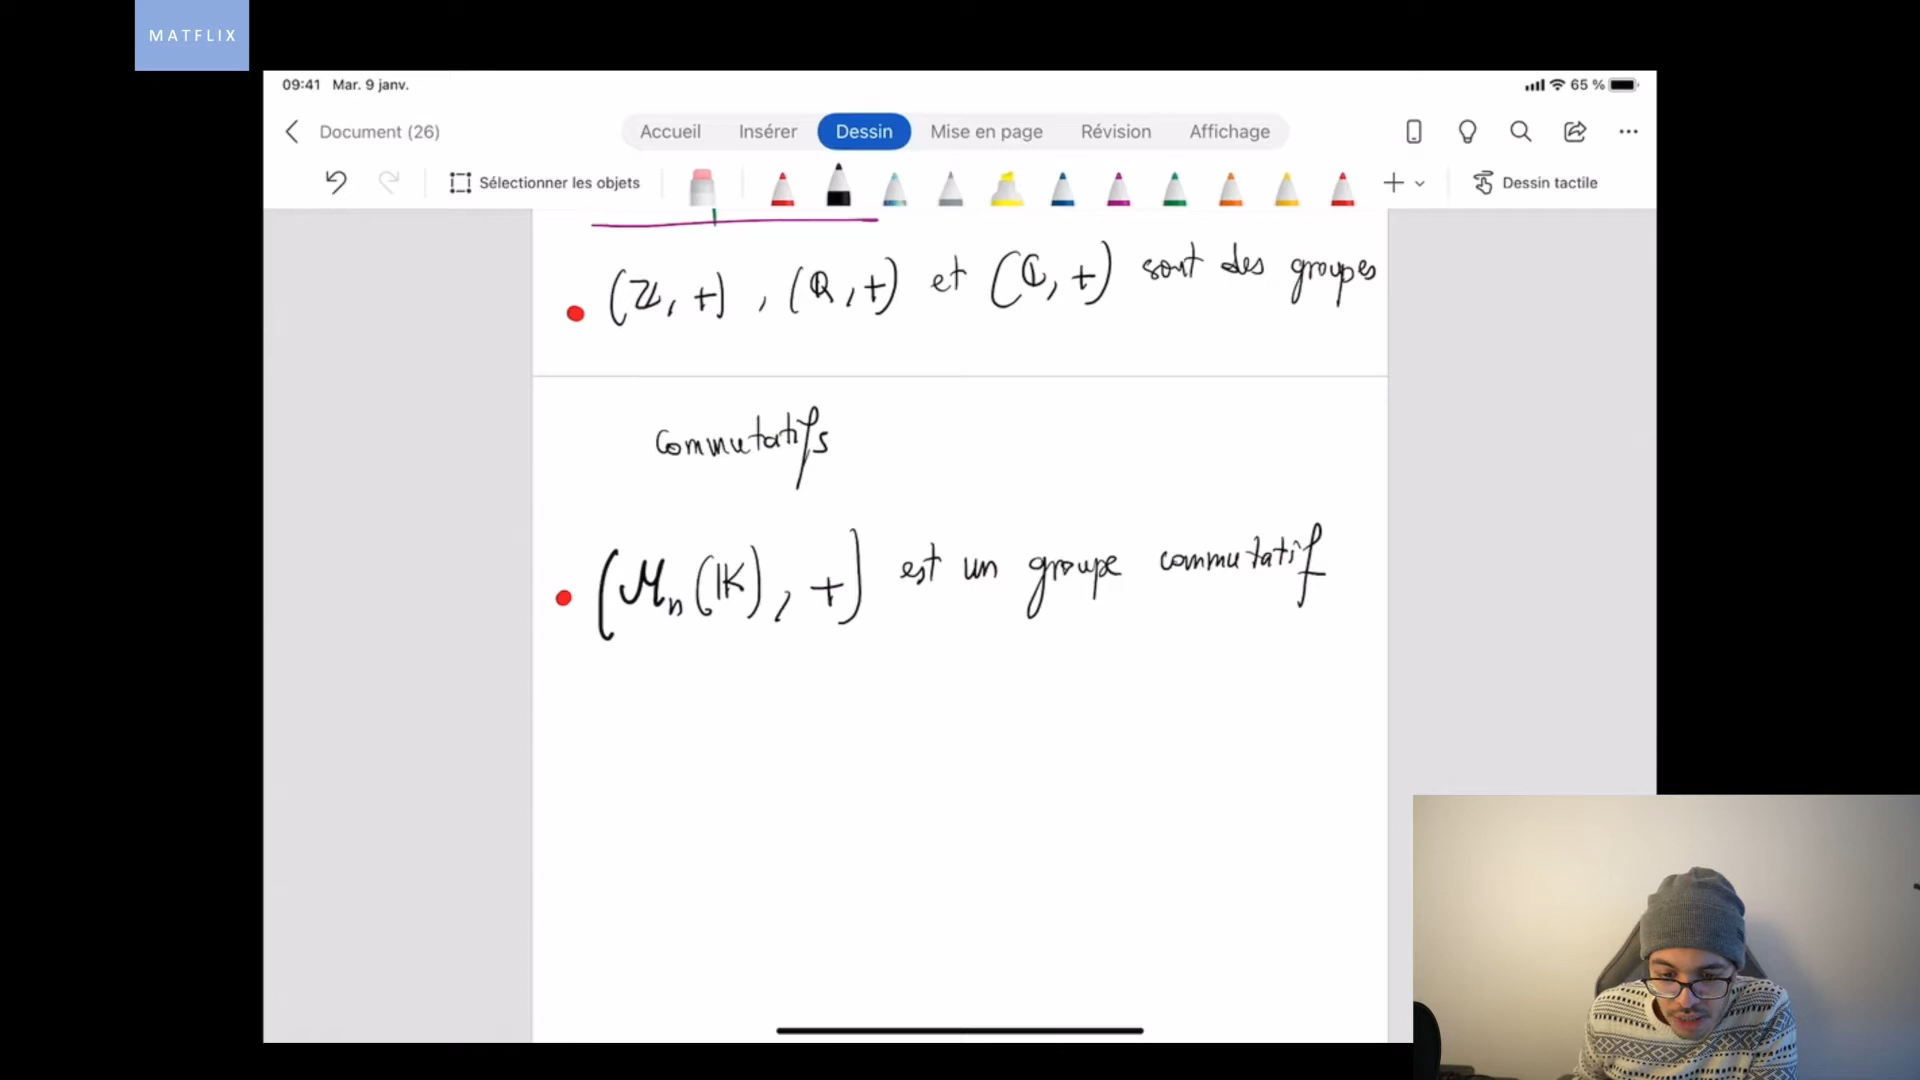 MATFLIX
09:41 Mar. 9 janv.
65 %
Document (26)
Accueil Insérer Dessin Mise en page Révision Affichage
Sélectionner les objets
Dessin tactile
(ℤ, +), (ℚ, +) et (ℂ, +) sont des groupes
commutatifs
(ℳₙ(𝕂), +) est un groupe commutatif